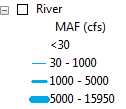 River
MAF (cfs)
<30
30 - 1000
1000 - 5000
5000 - 15950